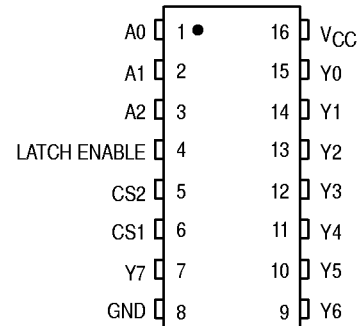 A0 1 16 VCC
A1 2 15 Y0
A2 3 14 Y1
LATCH ENABLE 4 13 Y2
CS2 5 12 Y3
CS1 6 11 Y4
Y7 7 10 Y5
GND 8 9 Y6